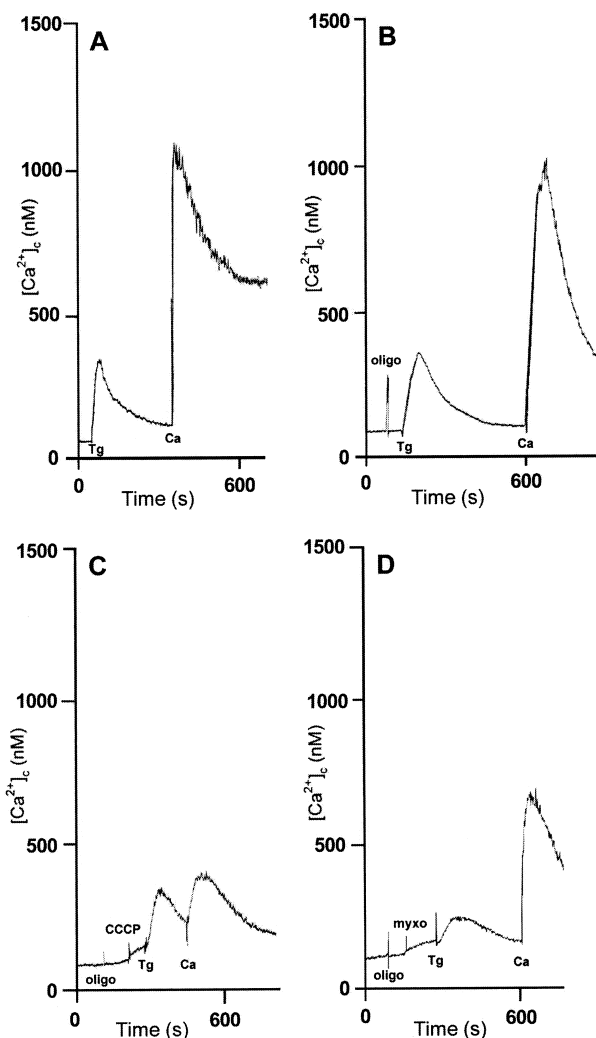 A
1500
1000
500
0
[Ca²⁺]c (nM)
Tg
Ca
0
600
Time (s)
B
1500
1000
500
0
[Ca²⁺]c (nM)
oligo
Tg
Ca
0
600
Time (s)
C
1500
1000
500
0
[Ca²⁺]c (nM)
CCCP
oligo
Tg
Ca
0
600
Time (s)
D
1500
1000
500
0
[Ca²⁺]c (nM)
myxo
oligo
Tg
Ca
0
600
Time (s)